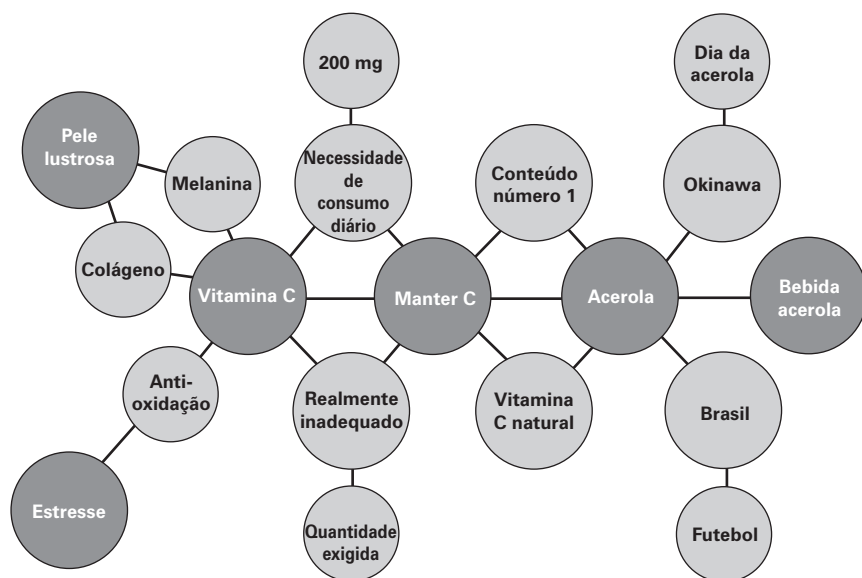 200 mg
Dia da
acerola
Pele
lustrosa
Melanina
Necessidade
de
consumo
diário
Conteúdo
número 1
Okinawa
Colágeno
Vitamina C
Manter C
Acerola
Bebida
acerola
Anti-
oxidação
Realmente
inadequado
Vitamina
C natural
Brasil
Estresse
Quantidade
exigida
Futebol